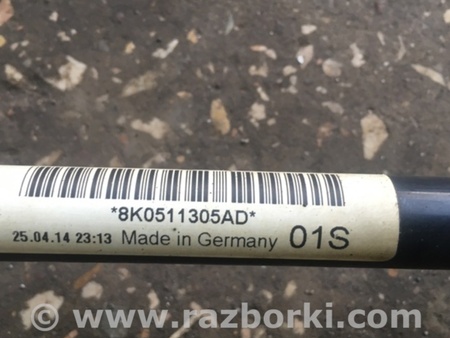 *8K0511305AD*
25.04.14 23:13 Made in Germany 01S
© www.razborki.com